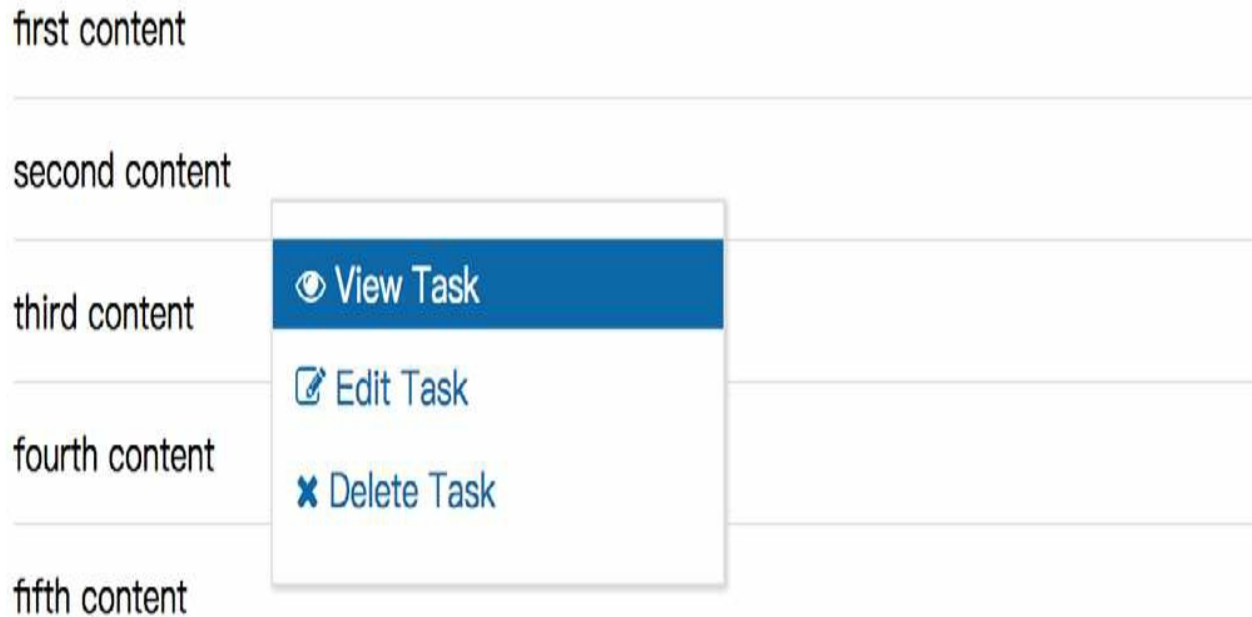 first content
second content
third content
View Task
Edit Task
fourth content
Delete Task
fifth content